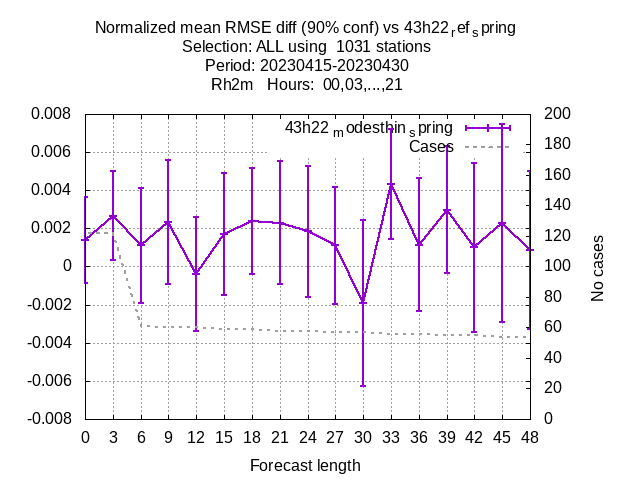 Normalized mean RMSE diff (90% conf) vs 43h22refspring
Selection: ALL using  1031 stations
Period: 20230415-20230430
Rh2m   Hours:  00,03,...,21
43h22modesthinspring
Cases
0.008
0.006
0.004
0.002
0
-0.002
-0.004
-0.006
-0.008
200
180
160
140
120
100
80
60
40
20
0
No cases
0 3 6 9 12 15 18 21 24 27 30 33 36 39 42 45 48
Forecast length